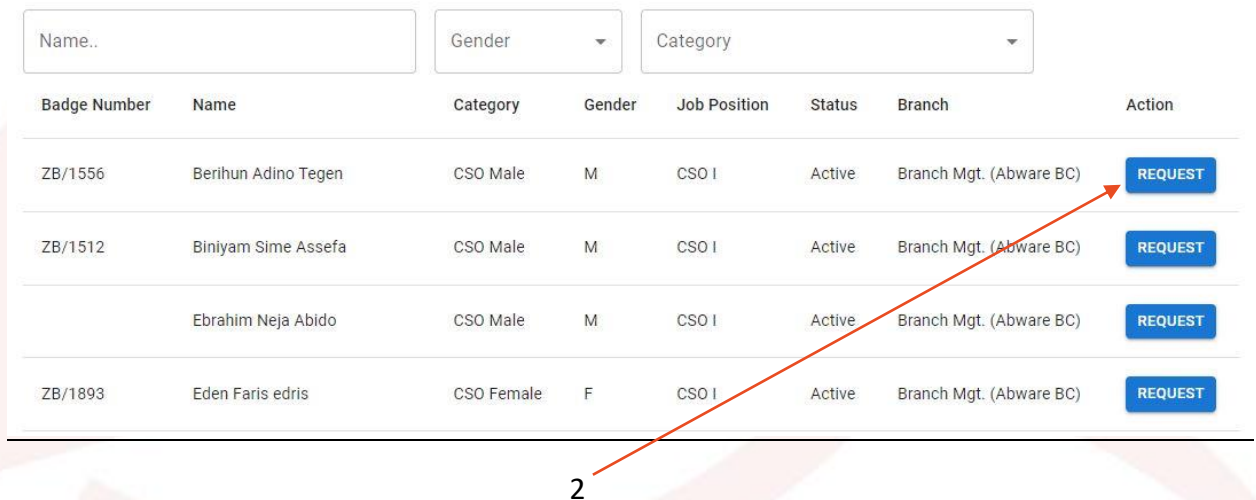 Name.. Gender Category
Badge Number Name Category Gender Job Position Status Branch Action
ZB/1556 Berihun Adino Tegen CSO Male M CSO I Active Branch Mgt. (Abware BC) REQUEST
ZB/1512 Biniyam Sime Assefa CSO Male M CSO I Active Branch Mgt. (Abware BC) REQUEST
Ebrahim Neja Abido CSO Male M CSO I Active Branch Mgt. (Abware BC) REQUEST
ZB/1893 Eden Faris edris CSO Female F CSO I Active Branch Mgt. (Abware BC) REQUEST
2